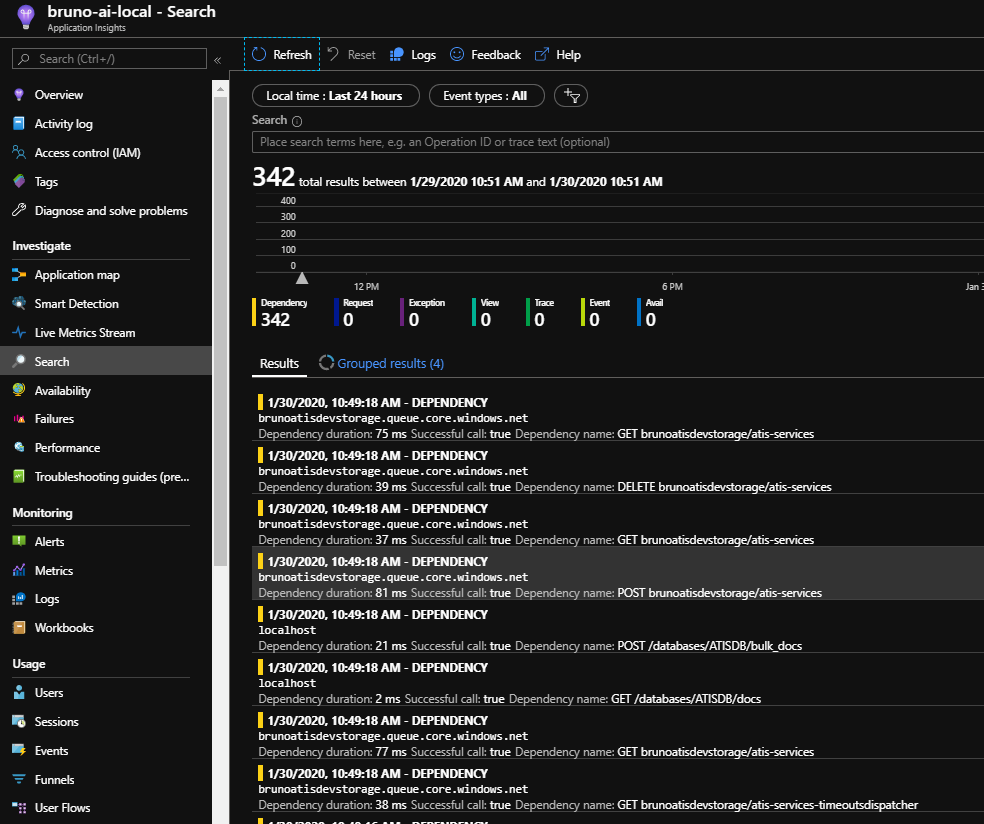 bruno-ai-local - Search
Application Insights
Search (Ctrl+/)
«
Refresh
Reset
Logs
Feedback
Help
Overview
Activity log
Access control (IAM)
Tags
Diagnose and solve problems
Investigate
Application map
Smart Detection
Live Metrics Stream
Search
Availability
Failures
Performance
Troubleshooting guides (pre...
Monitoring
Alerts
Metrics
Logs
Workbooks
Usage
Users
Sessions
Events
Funnels
User Flows
Local time : Last 24 hours
Event types : All
Search
Place search terms here, e.g. an Operation ID or trace text (optional)
342 total results between 1/29/2020 10:51 AM and 1/30/2020 10:51 AM
400
300
200
100
0
12 PM
6 PM
Jan
Dependency
342
Request
0
Exception
0
View
0
Trace
0
Event
0
Avail
0
Results
Grouped results (4)
1/30/2020, 10:49:18 AM - DEPENDENCY
brunoatisdevstorage.queue.core.windows.net
Dependency duration: 75 ms Successful call: true Dependency name: GET brunoatisdevstorage/atis-services
1/30/2020, 10:49:18 AM - DEPENDENCY
brunoatisdevstorage.queue.core.windows.net
Dependency duration: 39 ms Successful call: true Dependency name: DELETE brunoatisdevstorage/atis-services
1/30/2020, 10:49:18 AM - DEPENDENCY
brunoatisdevstorage.queue.core.windows.net
Dependency duration: 37 ms Successful call: true Dependency name: GET brunoatisdevstorage/atis-services
1/30/2020, 10:49:18 AM - DEPENDENCY
brunoatisdevstorage.queue.core.windows.net
Dependency duration: 81 ms Successful call: true Dependency name: POST brunoatisdevstorage/atis-services
1/30/2020, 10:49:18 AM - DEPENDENCY
localhost
Dependency duration: 21 ms Successful call: true Dependency name: POST /databases/ATISDB/bulk_docs
1/30/2020, 10:49:18 AM - DEPENDENCY
localhost
Dependency duration: 2 ms Successful call: true Dependency name: GET /databases/ATISDB/docs
1/30/2020, 10:49:18 AM - DEPENDENCY
brunoatisdevstorage.queue.core.windows.net
Dependency duration: 77 ms Successful call: true Dependency name: GET brunoatisdevstorage/atis-services
1/30/2020, 10:49:18 AM - DEPENDENCY
brunoatisdevstorage.queue.core.windows.net
Dependency duration: 38 ms Successful call: true Dependency name: GET brunoatisdevstorage/atis-services-timeoutsdispatcher